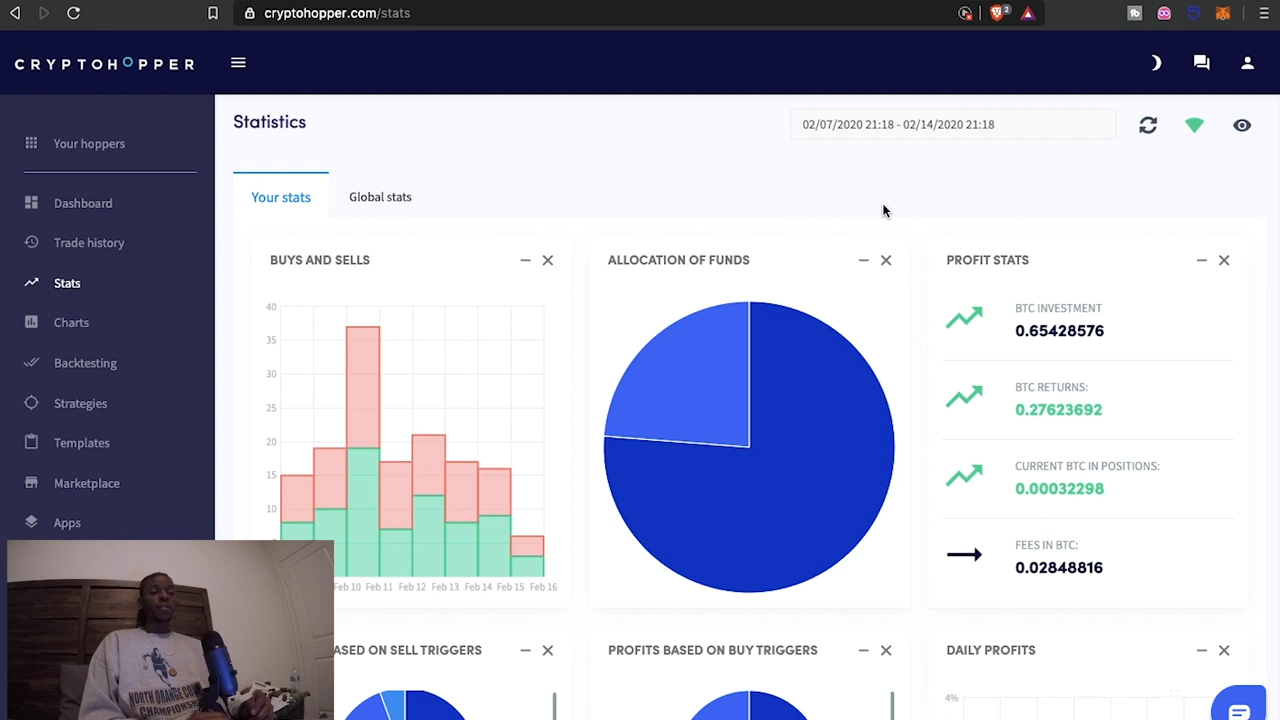 cryptohopper.com/stats
2
CRYPTOHOPPER
Your hoppers
Dashboard
Trade history
Stats
Charts
Backtesting
Strategies
Templates
Marketplace
Apps
Statistics
02/07/2020 21:18 - 02/14/2020 21:18
Your stats
Global stats
BUYS AND SELLS
40
35
30
25
20
15
10
Feb 10 Feb 11 Feb 12 Feb 13 Feb 14 Feb 15 Feb 16
ALLOCATION OF FUNDS
PROFIT STATS
BTC INVESTMENT
0.65428576
BTC RETURNS:
0.27623692
CURRENT BTC IN POSITIONS:
0.00032298
FEES IN BTC:
0.02848816
ASED ON SELL TRIGGERS
PROFITS BASED ON BUY TRIGGERS
DAILY PROFITS
4%
NORTH ORANGE
CHAMPIONSHIP